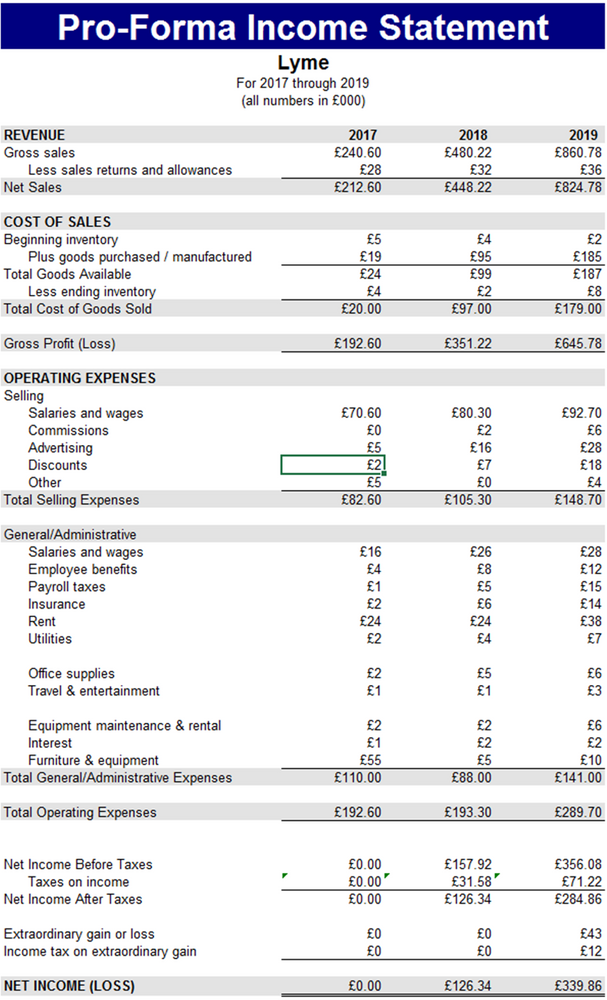 Pro-Forma Income Statement
Lyme
For 2017 through 2019
(all numbers in £000)
REVENUE 2017 2018 2019
Gross sales £240.60 £480.22 £860.78
Less sales returns and allowances £28 £32 £36
Net Sales £212.60 £448.22 £824.78
COST OF SALES
Beginning inventory £5 £4 £2
Plus goods purchased / manufactured £19 £95 £185
Total Goods Available £24 £99 £187
Less ending inventory £4 £2 £8
Total Cost of Goods Sold £20.00 £97.00 £179.00
Gross Profit (Loss) £192.60 £351.22 £645.78
OPERATING EXPENSES
Selling
Salaries and wages £70.60 £80.30 £92.70
Commissions £0 £2 £6
Advertising £5 £16 £28
Discounts £2 £7 £18
Other £5 £0 £4
Total Selling Expenses £82.60 £105.30 £148.70
General/Administrative
Salaries and wages £16 £26 £28
Employee benefits £4 £8 £12
Payroll taxes £1 £5 £15
Insurance £2 £6 £14
Rent £24 £24 £38
Utilities £2 £4 £7
Office supplies £2 £5 £6
Travel & entertainment £1 £1 £3
Equipment maintenance & rental £2 £2 £6
Interest £1 £2 £2
Furniture & equipment £55 £5 £10
Total General/Administrative Expenses £110.00 £88.00 £141.00
Total Operating Expenses £192.60 £193.30 £289.70
Net Income Before Taxes £0.00 £157.92 £356.08
Taxes on income £0.00 £31.58 £71.22
Net Income After Taxes £0.00 £126.34 £284.86
Extraordinary gain or loss £0 £0 £43
Income tax on extraordinary gain £0 £0 £12
NET INCOME (LOSS) £0.00 £126.34 £339.86